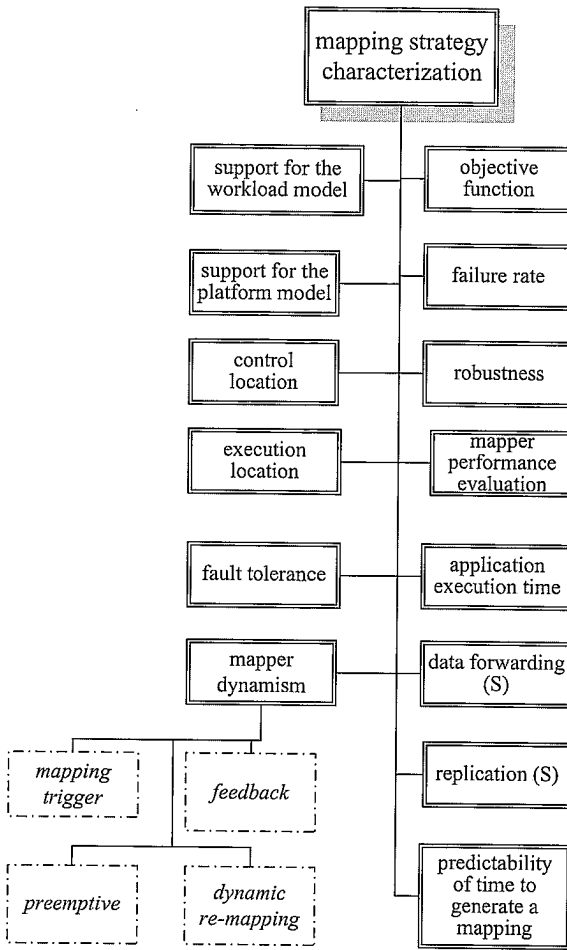 mapping strategy
characterization
support for the
workload model
objective
function
support for the
platform model
failure rate
control
location
robustness
execution
location
mapper
performance
evaluation
fault tolerance
application
execution time
mapper
dynamism
data forwarding
(S)
mapping
trigger
feedback
replication (S)
preemptive
dynamic
re-mapping
predictability
of time to
generate a
mapping